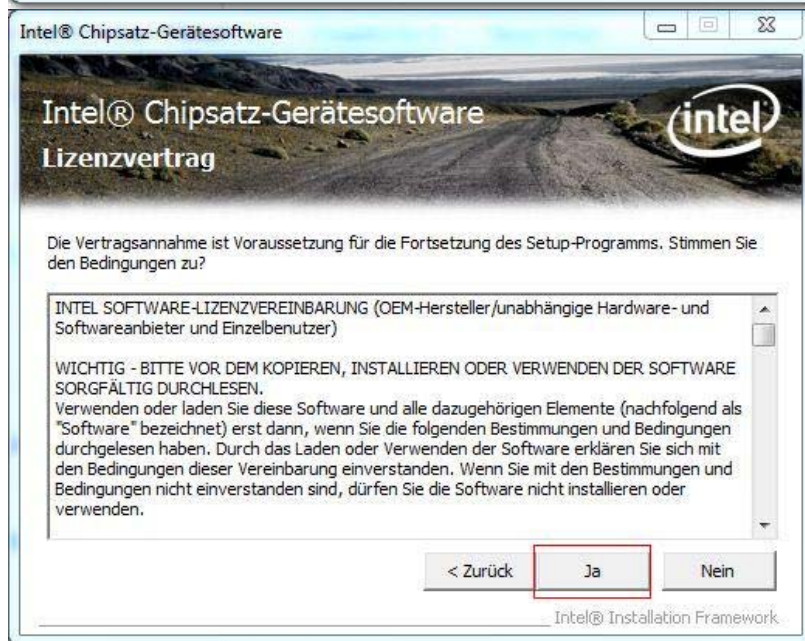 Intel® Chipsatz-Gerätesoftware
Intel® Chipsatz-Gerätesoftware
intel
Lizenzvertrag
Die Vertragsannahme ist Voraussetzung für die Fortsetzung des Setup-Programms. Stimmen Sie
den Bedingungen zu?
INTEL SOFTWARE-LIZENZVEREINBARUNG (OEM-Hersteller/unabhängige Hardware- und
Softwareanbieter und Einzelbenutzer)
WICHTIG - BITTE VOR DEM KOPIEREN, INSTALLIEREN ODER VERWENDEN DER SOFTWARE
SORGFÄLTIG DURCHLESEN.
Verwenden oder laden Sie diese Software und alle dazugehörigen Elemente (nachfolgend als
"Software" bezeichnet) erst dann, wenn Sie die folgenden Bestimmungen und Bedingungen
durchgelesen haben. Durch das Laden oder Verwenden der Software erklären Sie sich mit
den Bedingungen dieser Vereinbarung einverstanden. Wenn Sie mit den Bestimmungen und
Bedingungen nicht einverstanden sind, dürfen Sie die Software nicht installieren oder
verwenden.
< Zurück
Ja
Nein
Intel® Installation Framework